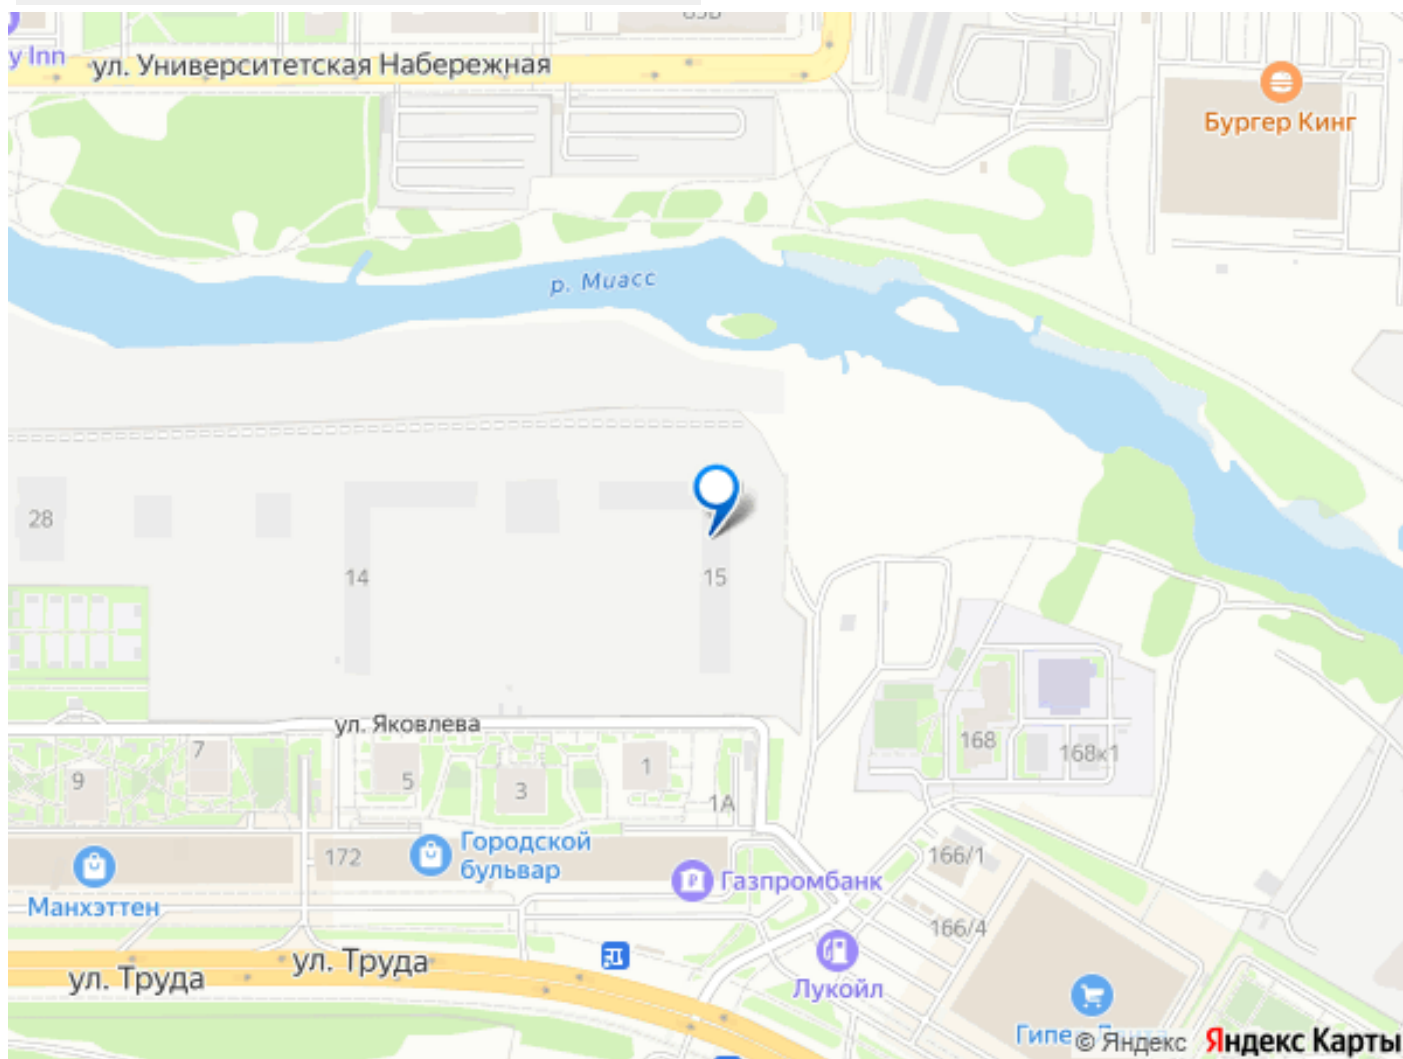 y Inn
ул. Университетская Набережная
Бургер Кинг
р. Миасс
28
14
15
ул. Яковлева
7
9
5
3
1
1А
168
168к1
172
Городской
бульвар
Манхэттен
Газпромбанк
166/1
166/4
Лукойл
ул. Труда
ул. Труда
© Яндекс
Яндекс Карты